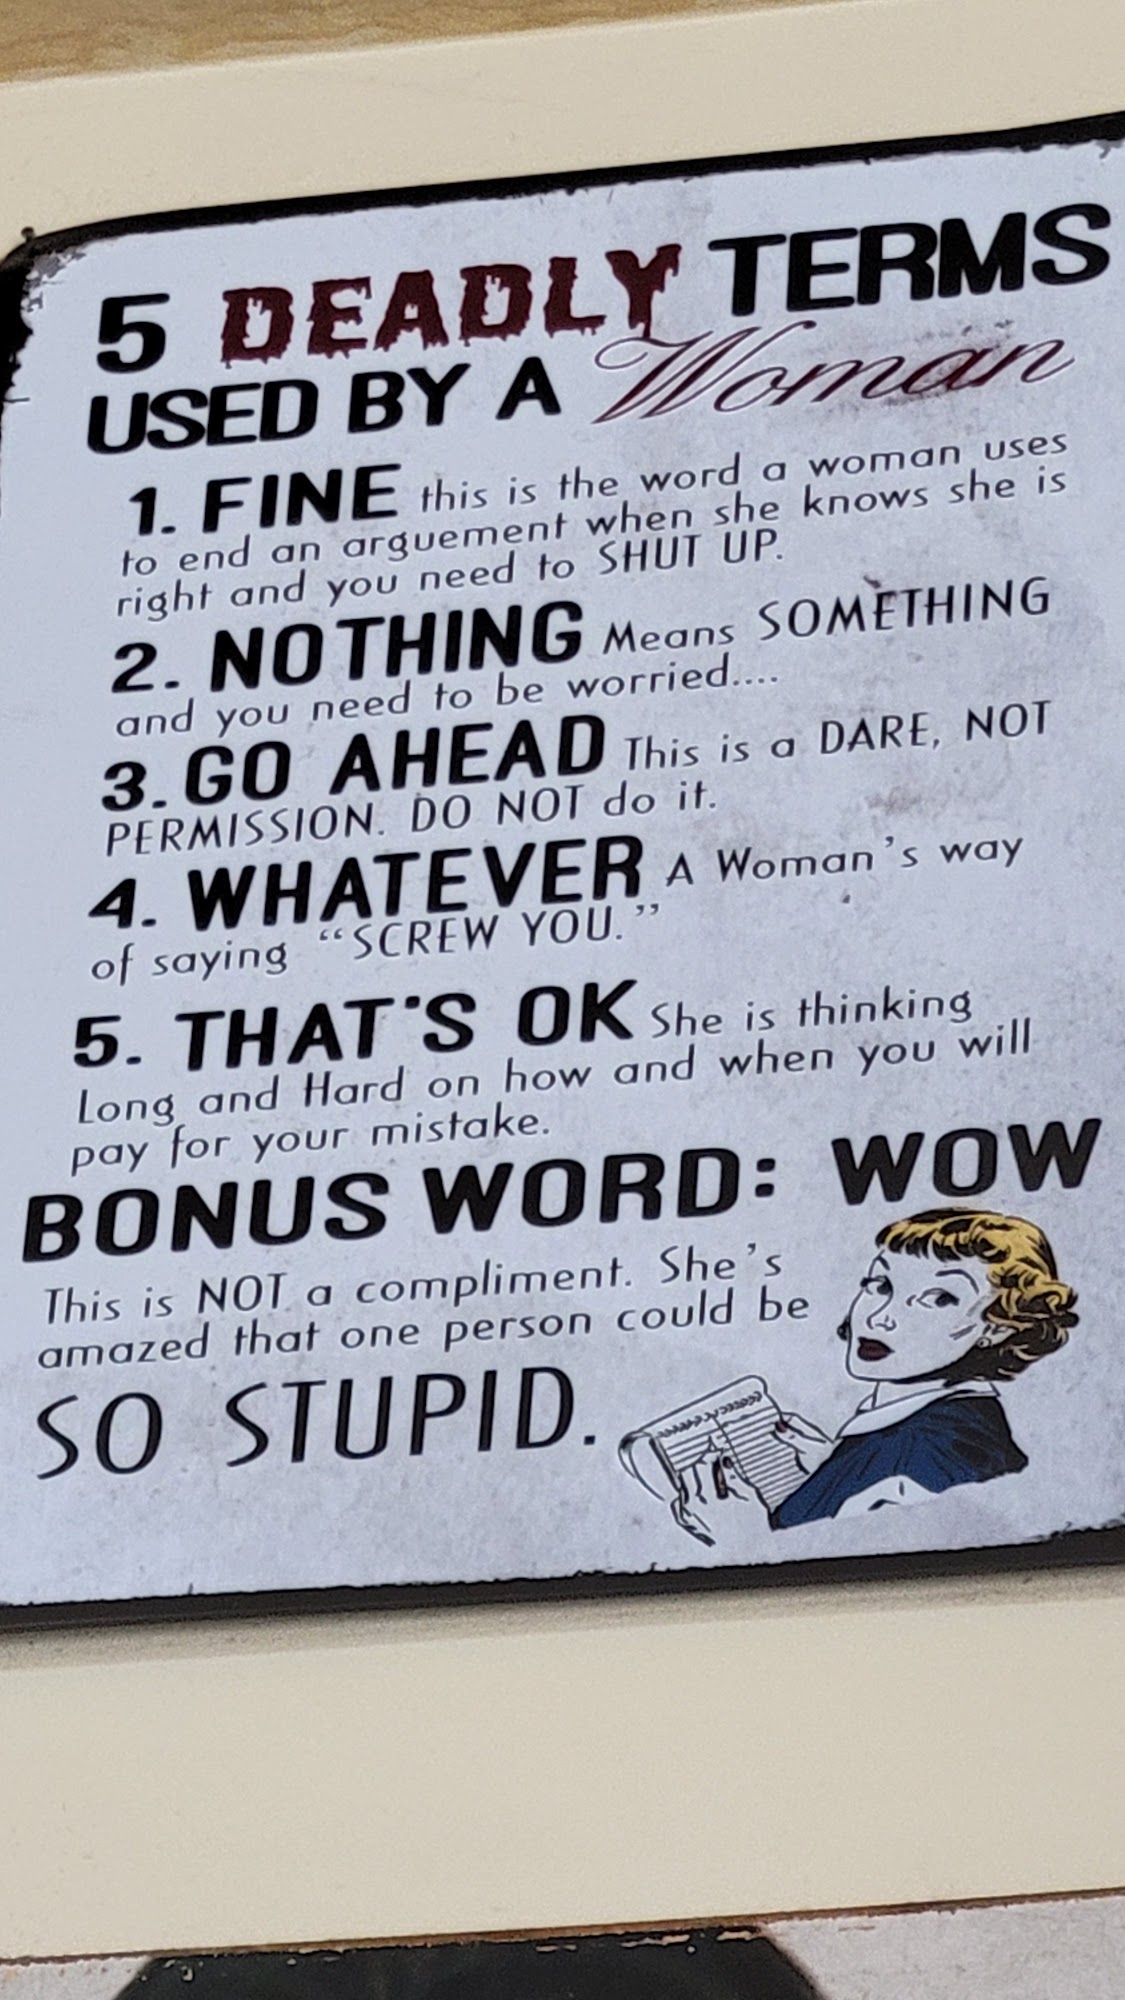 5 DEADLY TERMS
USED BY A Woman
1. FINE this is the word a woman uses
to end an arguement when she knows she is
right and you need to SHUT UP.
2. NOTHING Means SOMETHING
and you need to be worried....
3. GO AHEAD This is a DARE, NOT
PERMISSION. DO NOT do it.
4. WHATEVER A Woman's way
of saying “SCREW YOU.”
5. THAT'S OK She is thinking
Long and Hard on how and when you will
pay for your mistake.
BONUS WORD: WOW
This is NOT a compliment. She's
amazed that one person could be
SO STUPID.